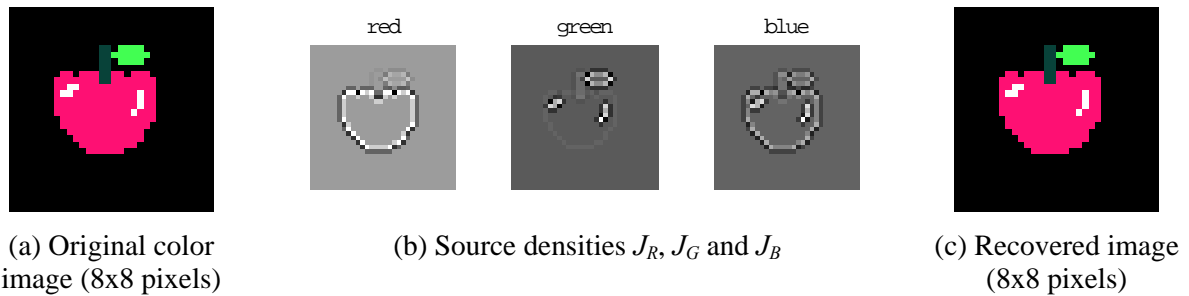 red
green
blue
(a) Original color
image (8x8 pixels)
(b) Source densities J_R, J_G and J_B
(c) Recovered image
(8x8 pixels)